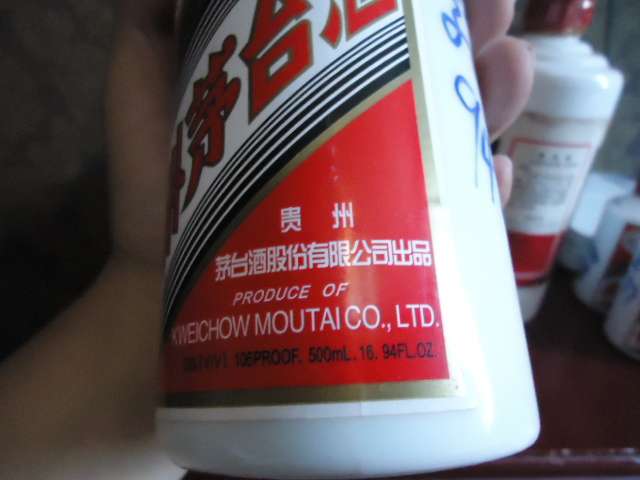 茅台酒
贵 州
茅台酒股份有限公司出品
PRODUCE OF
KWEICHOW MOUTAI CO., LTD.
106PROOF. 500mL. 16. 94FL.OZ.
94